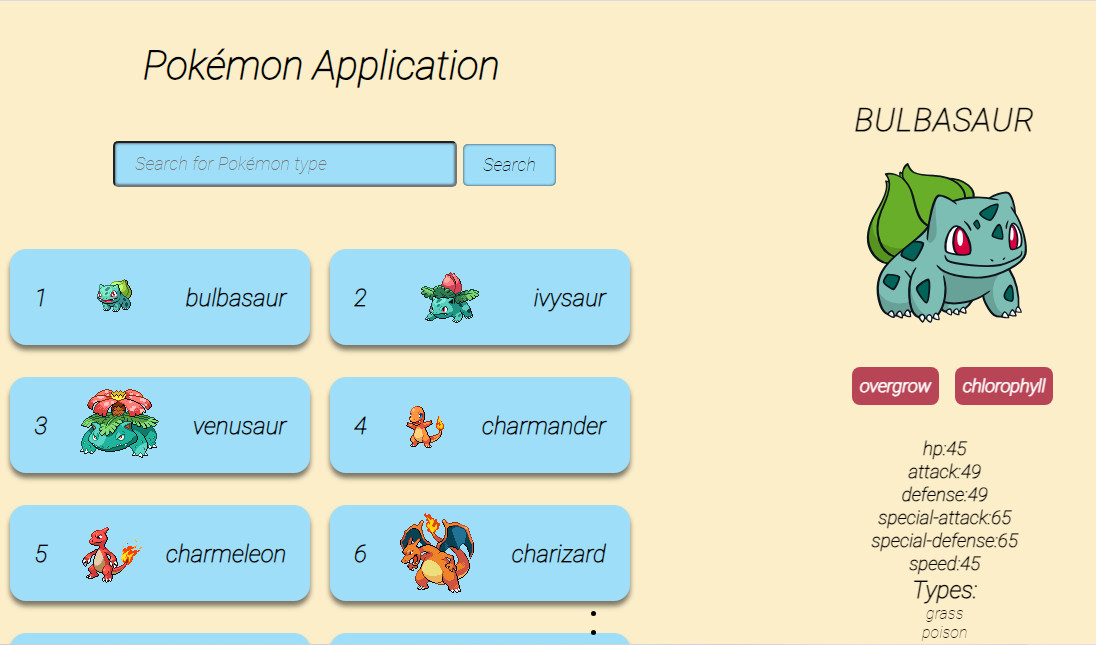 Pokémon Application
Search for Pokémon type
Search
1 bulbasaur
2 ivysaur
3 venusaur
4 charmander
5 charmeleon
6 charizard
BULBASAUR
overgrow chlorophyll
hp:45
attack:49
defense:49
special-attack:65
special-defense:65
speed:45
Types:
grass
poison